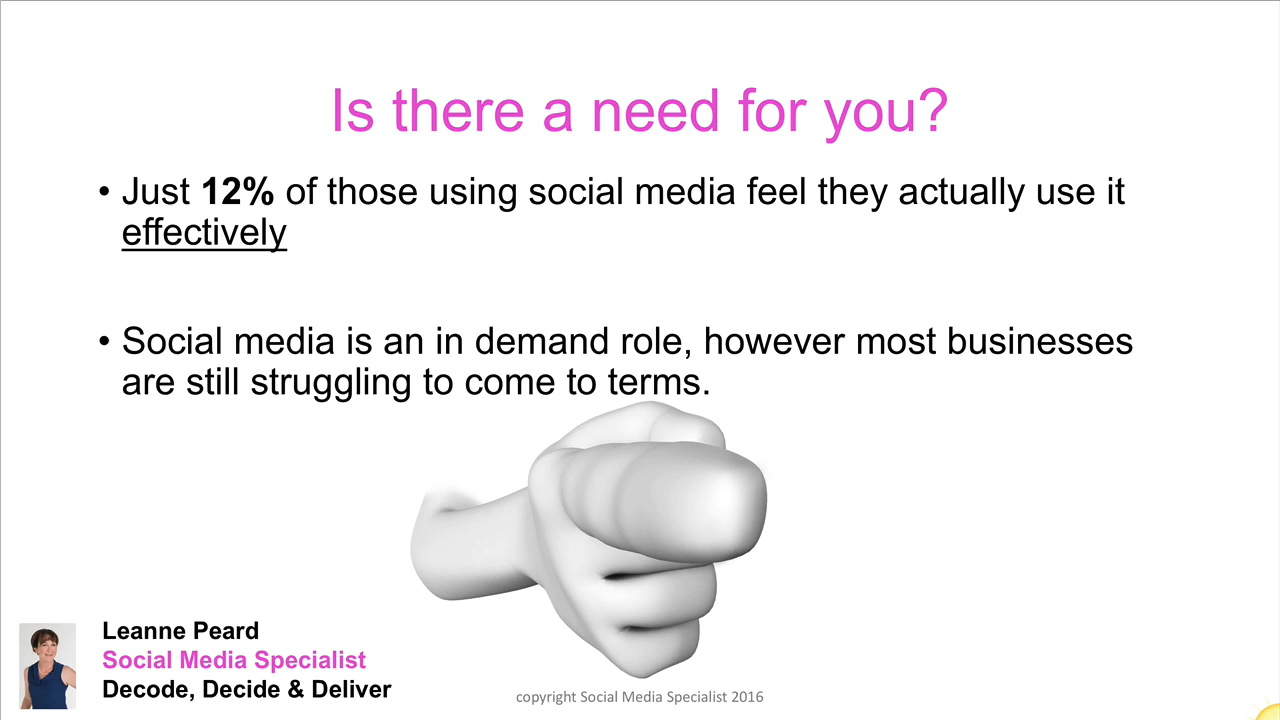 Is there a need for you?
• Just 12% of those using social media feel they actually use it
effectively
• Social media is an in demand role, however most businesses
are still struggling to come to terms.
Leanne Peard
Social Media Specialist
Decode, Decide & Deliver
copyright Social Media Specialist 2016